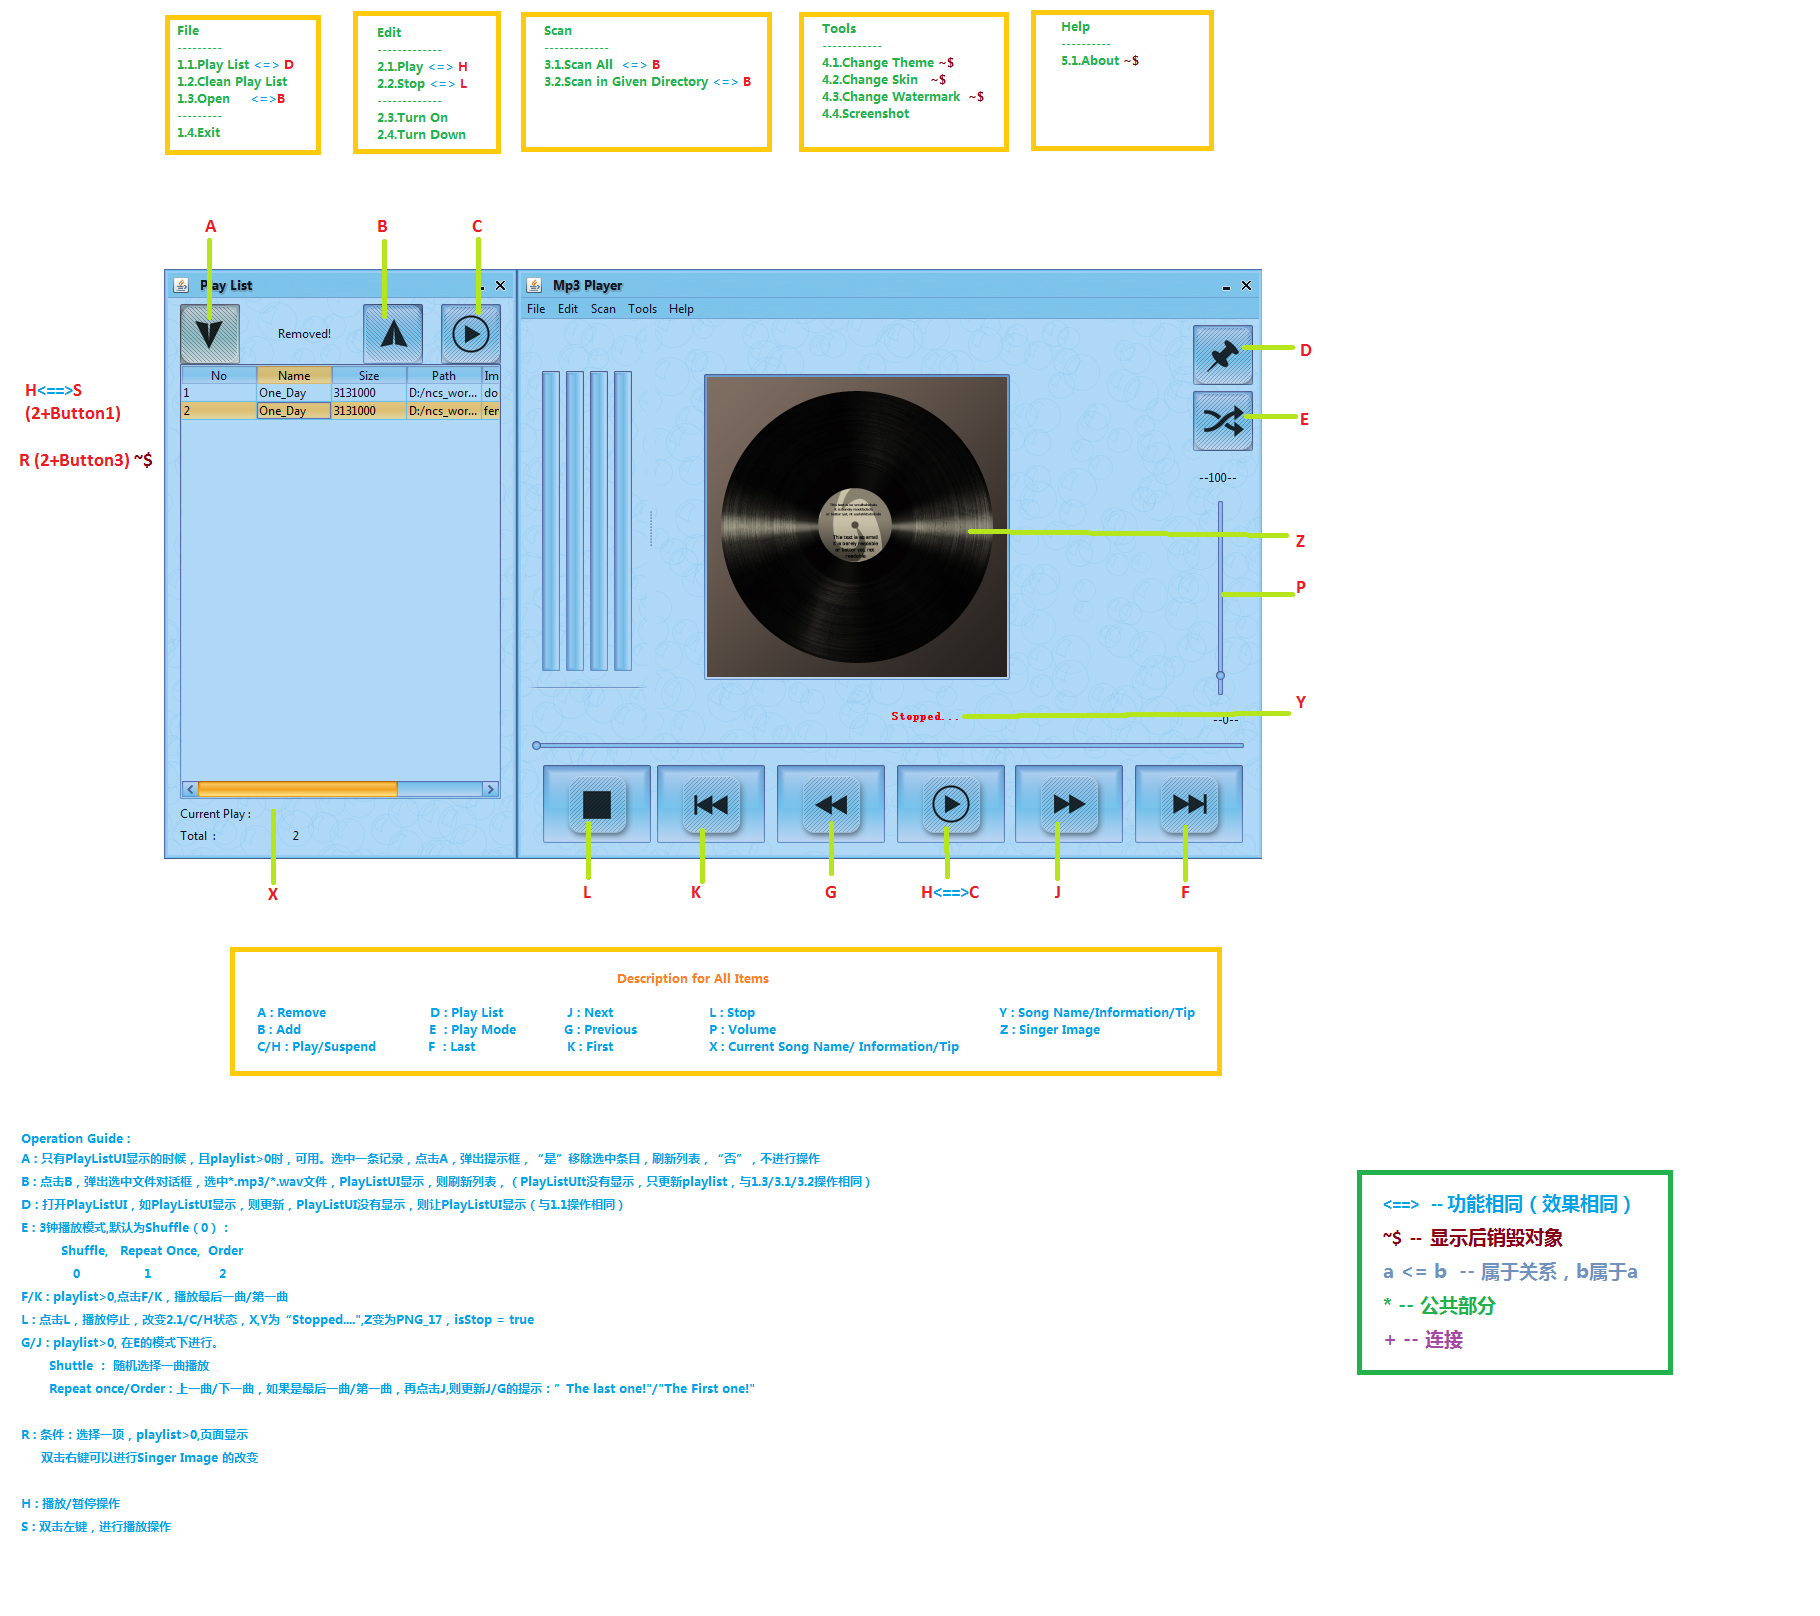 File
---------
1.1.Play List <=> D
1.2.Clean Play List
1.3.Open <=>B
---------
1.4.Exit
Edit
-------------
2.1.Play <=> H
2.2.Stop <=> L
-------------
2.3.Turn On
2.4.Turn Down
Scan
-------------
3.1.Scan All <=> B
3.2.Scan in Given Directory <=> B
Tools
------------
4.1.Change Theme ~$
4.2.Change Skin ~$
4.3.Change Watermark ~$
4.4.Screenshot
Help
----------
5.1.About ~$
A
B
C
Play List
Removed!
No Name Size Path Im
1 One_Day 3131000 D:/ncs_wor... do
2 One_Day 3131000 D:/ncs_wor... fer
Current Play :
Total : 2
H<==>S
(2+Button1)
R (2+Button3) ~$
Mp3 Player
File Edit Scan Tools Help
D
E
--100--
Z
P
Y
Stopped...
--0--
X
L
K
G
H<==>C
J
F
Description for All Items
A : Remove D : Play List J : Next L : Stop Y : Song Name/Information/Tip
B : Add E : Play Mode G : Previous P : Volume Z : Singer Image
C/H : Play/Suspend F : Last K : First X : Current Song Name/ Information/Tip
Operation Guide :
A : 只有PlayListUI显示的时候，且playlist>0时，可用。选中一条记录，点击A，弹出提示框，“是”移除选中条目，刷新列表，“否”，不进行操作
B : 点击B，弹出选中文件对话框，选中*.mp3/*.wav文件，PlayListUI显示，则刷新列表，（PlayListUIt没有显示，只更新playlist，与1.3/3.1/3.2操作相同）
D : 打开PlayListUI，如PlayListUI显示，则更新，PlayListUI没有显示，则让PlayListUI显示（与1.1操作相同）
E : 3钟播放模式,默认为Shuffle（0）：
Shuffle, Repeat Once, Order
0 1 2
F/K : playlist>0,点击F/K，播放最后一曲/第一曲
L : 点击L，播放停止，改变2.1/C/H状态，X,Y为“Stopped....",Z变为PNG_17，isStop = true
G/J : playlist>0, 在E的模式下进行。
Shuttle ： 随机选择一曲播放
Repeat once/Order : 上一曲/下一曲，如果是最后一曲/第一曲，再点击J,则更新J/G的提示：” The last one!"/"The First one!"
R : 条件：选择一项，playlist>0,页面显示
双击右键可以进行Singer Image 的改变
H : 播放/暂停操作
S : 双击左键，进行播放操作
<==> -- 功能相同（效果相同）
~$ -- 显示后销毁对象
a <= b -- 属于关系，b属于a
* -- 公共部分
+ -- 连接